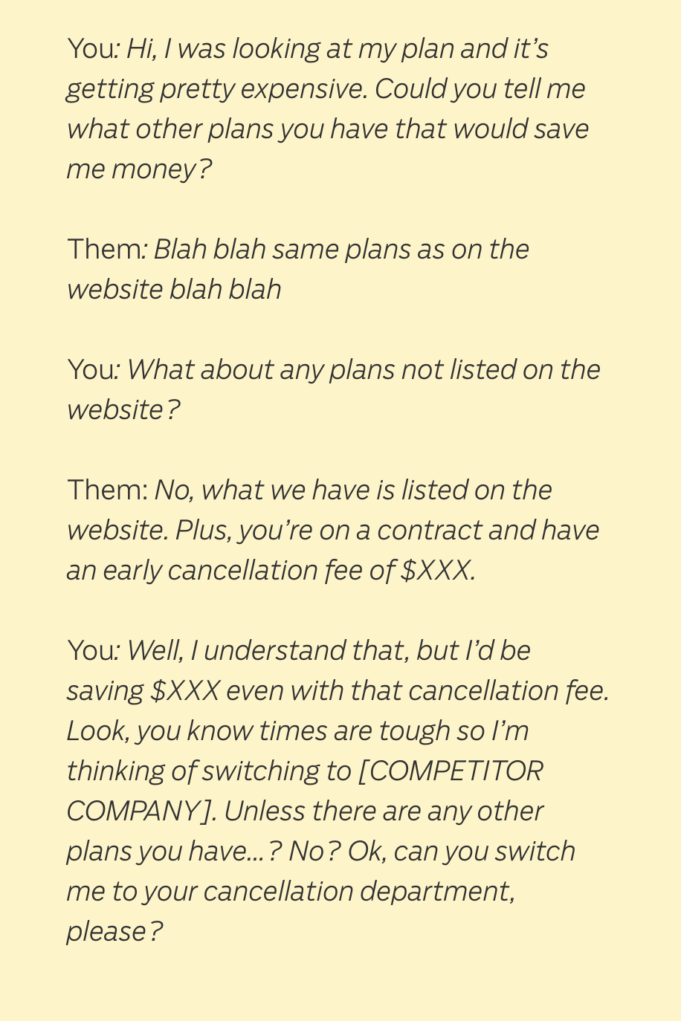 You: Hi, I was looking at my plan and it’s
getting pretty expensive. Could you tell me
what other plans you have that would save
me money?
Them: Blah blah same plans as on the
website blah blah
You: What about any plans not listed on the
website?
Them: No, what we have is listed on the
website. Plus, you’re on a contract and have
an early cancellation fee of $XXX.
You: Well, I understand that, but I’d be
saving $XXX even with that cancellation fee.
Look, you know times are tough so I’m
thinking of switching to [COMPETITOR
COMPANY]. Unless there are any other
plans you have...? No? Ok, can you switch
me to your cancellation department,
please?